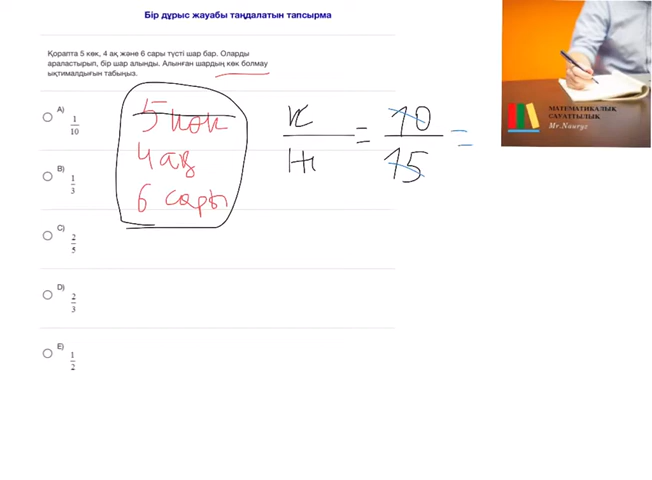 Бір дұрыс жауабы таңдалатын тапсырма
Қорапта 5 көк, 4 ақ және 6 сары түсті шар бар. Оларды
араластырып, бір шар алынды. Алынған шардың көк болмау
ықтималдығын табыңыз.
A) 1/10
B) 1/3
C) 2/5
D) 2/3
E) 1/2
5 көк
4 ақ
6 сары
К/Н = 10/15 =
МАТЕМАТИКАЛЫҚ
САУАТТЫЛЫҚ
Mr.Nauryz